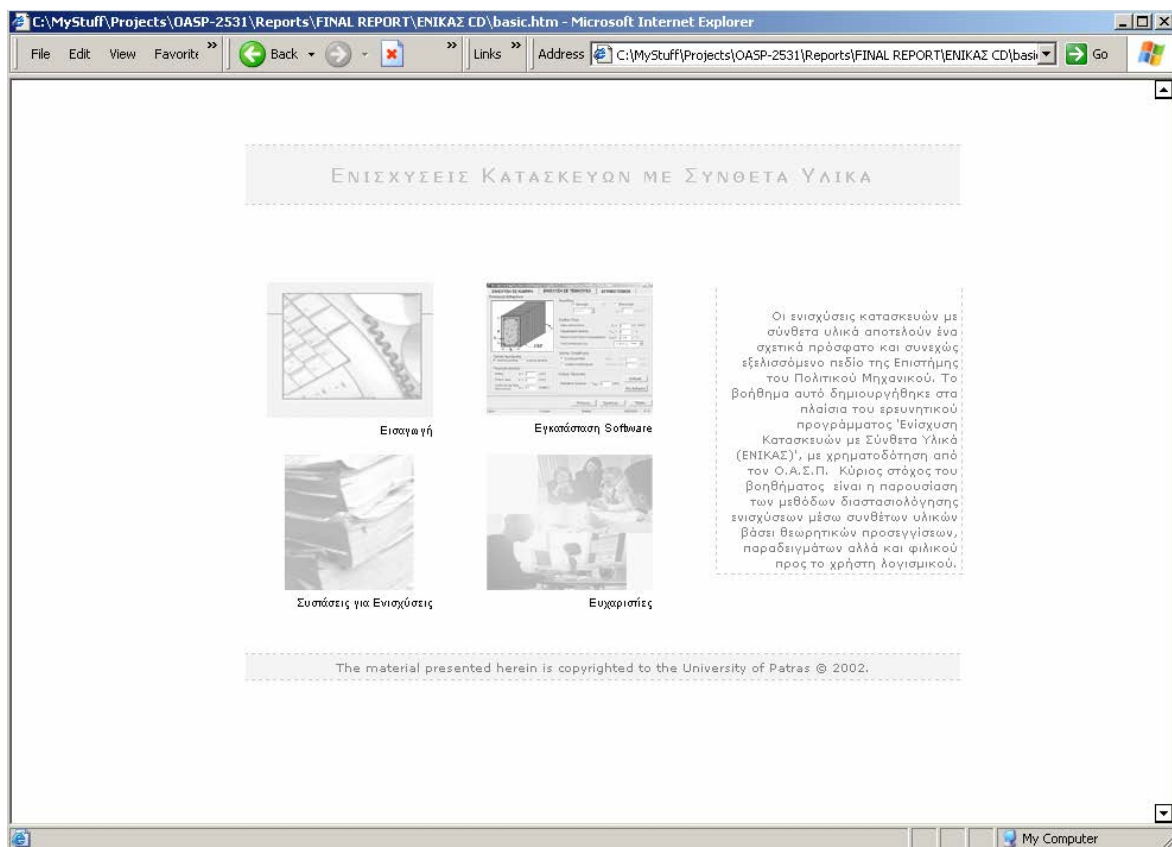 C:\MyStuff\Projects\OASP-2531\Reports\FINAL REPORT\ΕΝΙΚΑΣ CD\basic.htm - Microsoft Internet Explorer
File Edit View Favorite » Back » Links » Address C:\MyStuff\Projects\OASP-2531\Reports\FINAL REPORT\ΕΝΙΚΑΣ CD\basi Go
ΕΝΙΣΧΥΣΕΙΣ ΚΑΤΑΣΚΕΥΩΝ ΜΕ ΣΥΝΘΕΤΑ ΥΛΙΚΑ
Εισαγωγή
Εγκατάσταση Software
Συστάσεις για Ενισχύσεις
Ευχαριστίες
Οι ενισχύσεις κατασκευών με
σύνθετα υλικά αποτελούν ένα
σχετικά πρόσφατο και συνεχώς
εξελισσόμενο πεδίο της Επιστήμης
του Πολιτικού Μηχανικού. Το
βοήθημα αυτό δημιουργήθηκε στα
πλαίσια του ερευνητικού
προγράμματος 'Ενίσχυση
Κατασκευών με Σύνθετα Υλικά
(ΕΝΙΚΑΣ)', με χρηματοδότηση από
τον Ο.Α.Σ.Π. Κύριος στόχος του
βοηθήματος είναι η παρουσίαση
των μεθόδων διαστασιολόγησης
ενισχύσεων μέσω συνθέτων υλικών
βάσει θεωρητικών προσεγγίσεων,
παραδειγμάτων αλλά και φιλικού
προς το χρήστη λογισμικού.
The material presented herein is copyrighted to the University of Patras © 2002.
My Computer